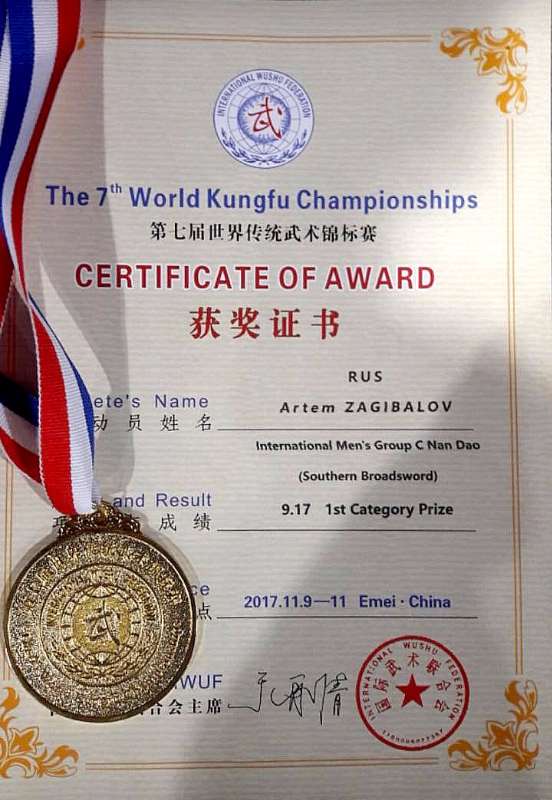 INTERNATIONAL WUSHU FEDERATION
武
The 7th World Kungfu Championships
第七届世界传统武术锦标赛
CERTIFICATE OF AWARD
获奖证书
RUS
Name
Artem ZAGIBALOV
动员姓名
International Men's Group C Nan Dao
(Southern Broadsword)
and Result
9.17 1st Category Prize
成绩
2017.11.9—11 Emei · China
点
武
IWUF
合会主席
INTERNATIONAL WUSHU FEDERATION
国际武术联合会